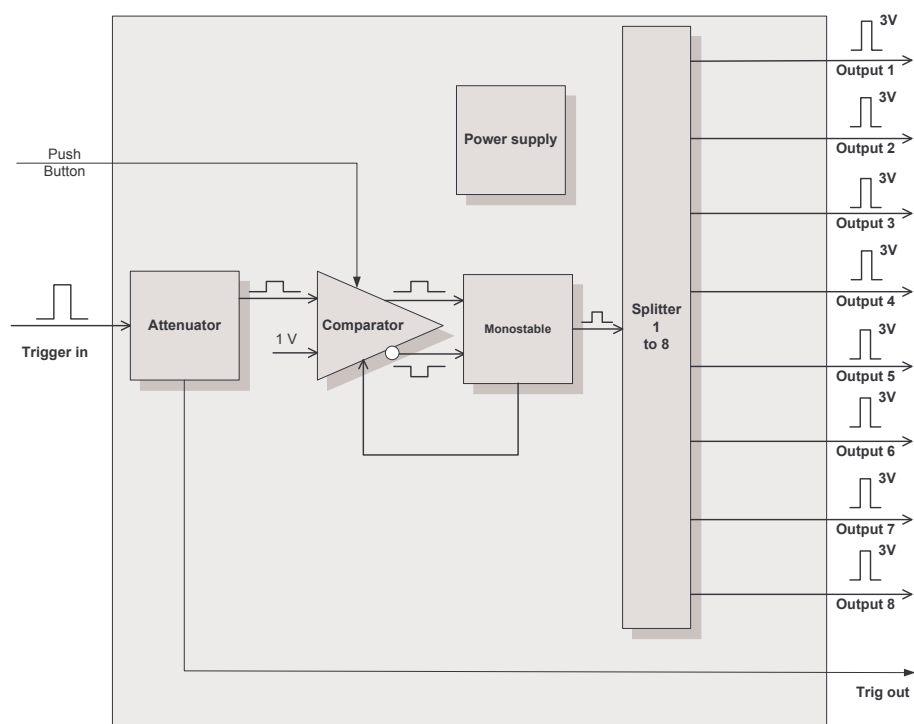 3V
Output 1
3V
Output 2
Power supply
Push
Button
3V
Output 3
3V
Output 4
Trigger in
Attenuator
1 V
Comparator
Monostable
Splitter
1
to 8
3V
Output 5
3V
Output 6
3V
Output 7
3V
Output 8
Trig out